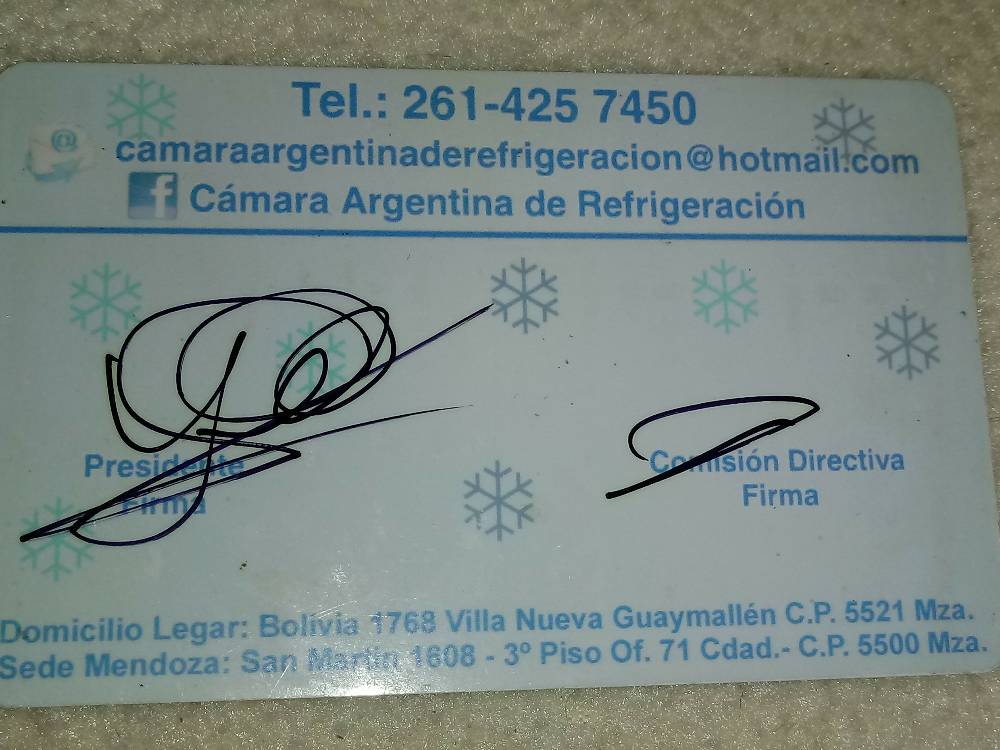 Tel.: 261-425 7450
camaraargentinaderefrigeracion@hotmail.com
Cámara Argentina de Refrigeración
Presidente
Firma
Comisión Directiva
Firma
Domicilio Legar: Bolivia 1768 Villa Nueva Guaymallén C.P. 5521 Mza.
Sede Mendoza: San Martin 1608 - 3º Piso Of. 71 Cdad.- C.P. 5500 Mza.